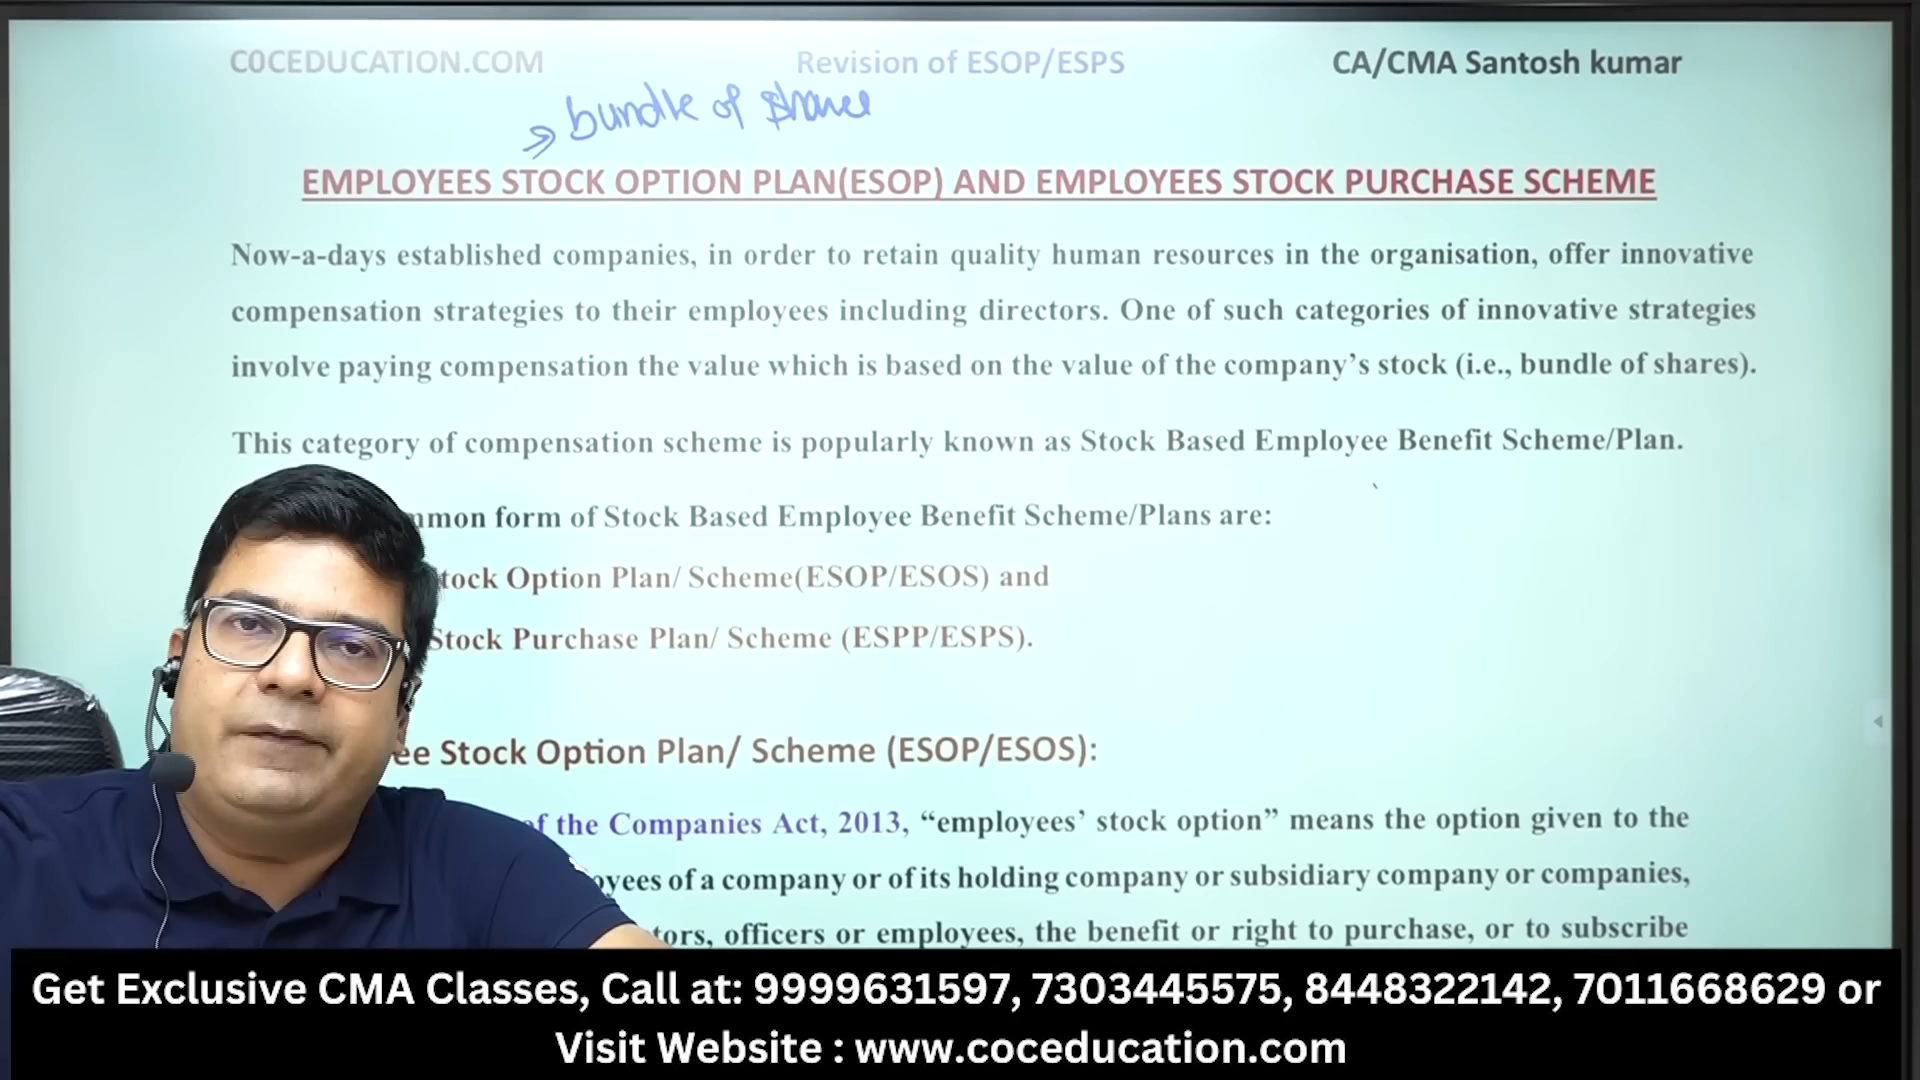 C0CEDUCATION.COM Revision of ESOP/ESPS CA/CMA Santosh kumar
bundle of shares
EMPLOYEES STOCK OPTION PLAN(ESOP) AND EMPLOYEES STOCK PURCHASE SCHEME
Now-a-days established companies, in order to retain quality human resources in the organisation, offer innovative
compensation strategies to their employees including directors. One of such categories of innovative strategies
involve paying compensation the value which is based on the value of the company's stock (i.e., bundle of shares).
This category of compensation scheme is popularly known as Stock Based Employee Benefit Scheme/Plan.
mmon form of Stock Based Employee Benefit Scheme/Plans are:
tock Option Plan/ Scheme(ESOP/ESOS) and
Stock Purchase Plan/ Scheme (ESPP/ESPS).
ee Stock Option Plan/ Scheme (ESOP/ESOS):
of the Companies Act, 2013, “employees’ stock option” means the option given to the
oyees of a company or of its holding company or subsidiary company or companies,
tors, officers or employees, the benefit or right to purchase, or to subscribe
Get Exclusive CMA Classes, Call at: 9999631597, 7303445575, 8448322142, 7011668629 or
Visit Website : www.coceducation.com